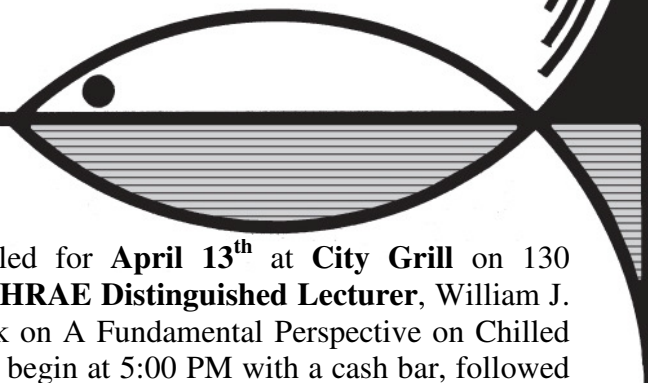 led for April 13th at City Grill on 130
HRAE Distinguished Lecturer, William J.
k on A Fundamental Perspective on Chilled
begin at 5:00 PM with a cash bar, followed